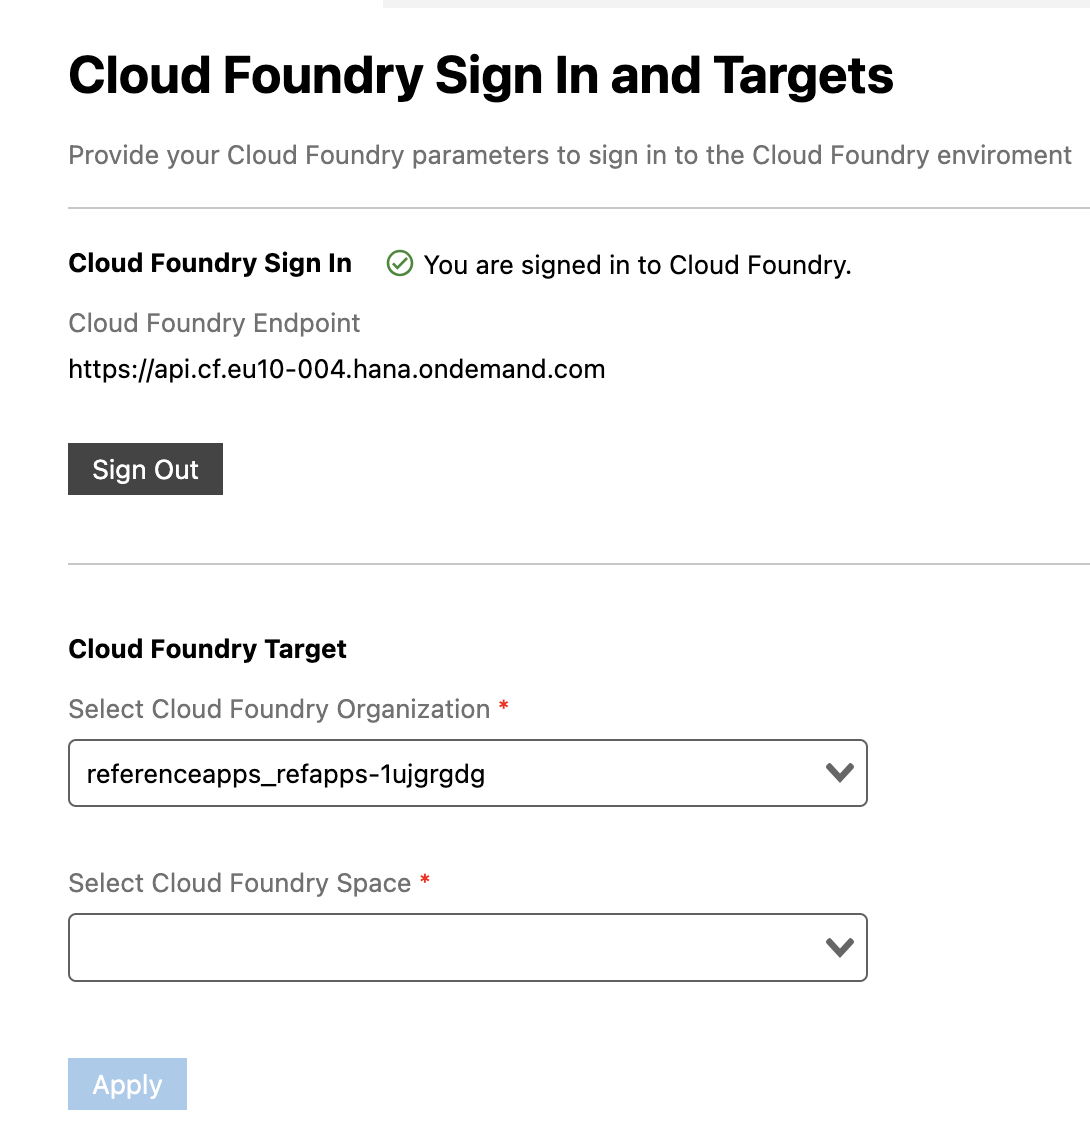 Cloud Foundry Sign In and Targets
Provide your Cloud Foundry parameters to sign in to the Cloud Foundry enviroment
Cloud Foundry Sign In You are signed in to Cloud Foundry.
Cloud Foundry Endpoint
https://api.cf.eu10-004.hana.ondemand.com
Sign Out
Cloud Foundry Target
Select Cloud Foundry Organization *
referenceapps_refapps-1ujgrgdg
Select Cloud Foundry Space *
Apply